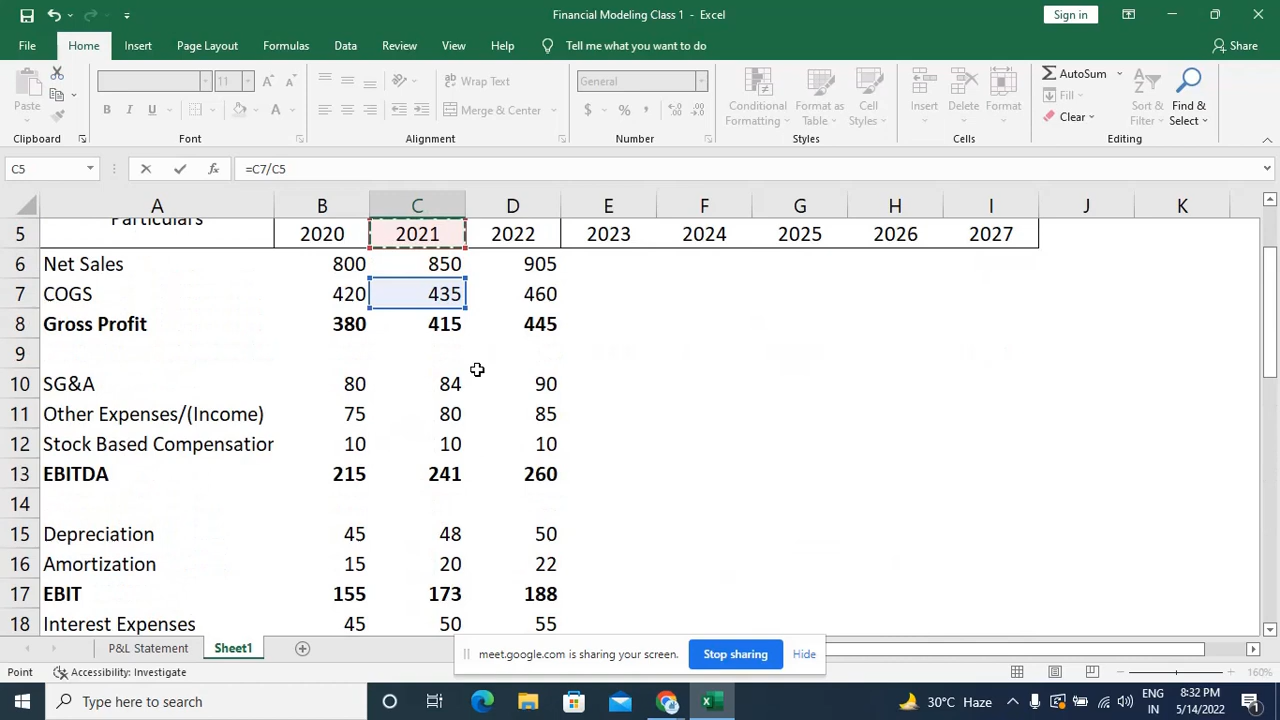 Financial Modeling Class 1 - Excel
Sign in
File Home Insert Page Layout Formulas Data Review View Help Tell me what you want to do Share
Paste
11
B I U
A
Wrap Text
Merge & Center
General
$ % ,
Conditional Formatting
Format as Table
Cell Styles
Insert
Delete
Format
AutoSum
Fill
Clear
Sort & Filter
Find & Select
Clipboard Font Alignment Number Styles Cells Editing
C5 fx =C7/C5
A B C D E F G H I J K
Particulars
5 2020 2021 2022 2023 2024 2025 2026 2027
6 Net Sales 800 850 905
7 COGS 420 435 460
8 Gross Profit 380 415 445
9
10 SG&A 80 84 90
11 Other Expenses/(Income) 75 80 85
12 Stock Based Compensation 10 10 10
13 EBITDA 215 241 260
14
15 Depreciation 45 48 50
16 Amortization 15 20 22
17 EBIT 155 173 188
18 Interest Expenses 45 50 55
P&L Statement Sheet1
meet.google.com is sharing your screen. Stop sharing Hide
Point Accessibility: Investigate 160%
Type here to search
30°C Haze
ENG
IN
8:32 PM
5/14/2022
1